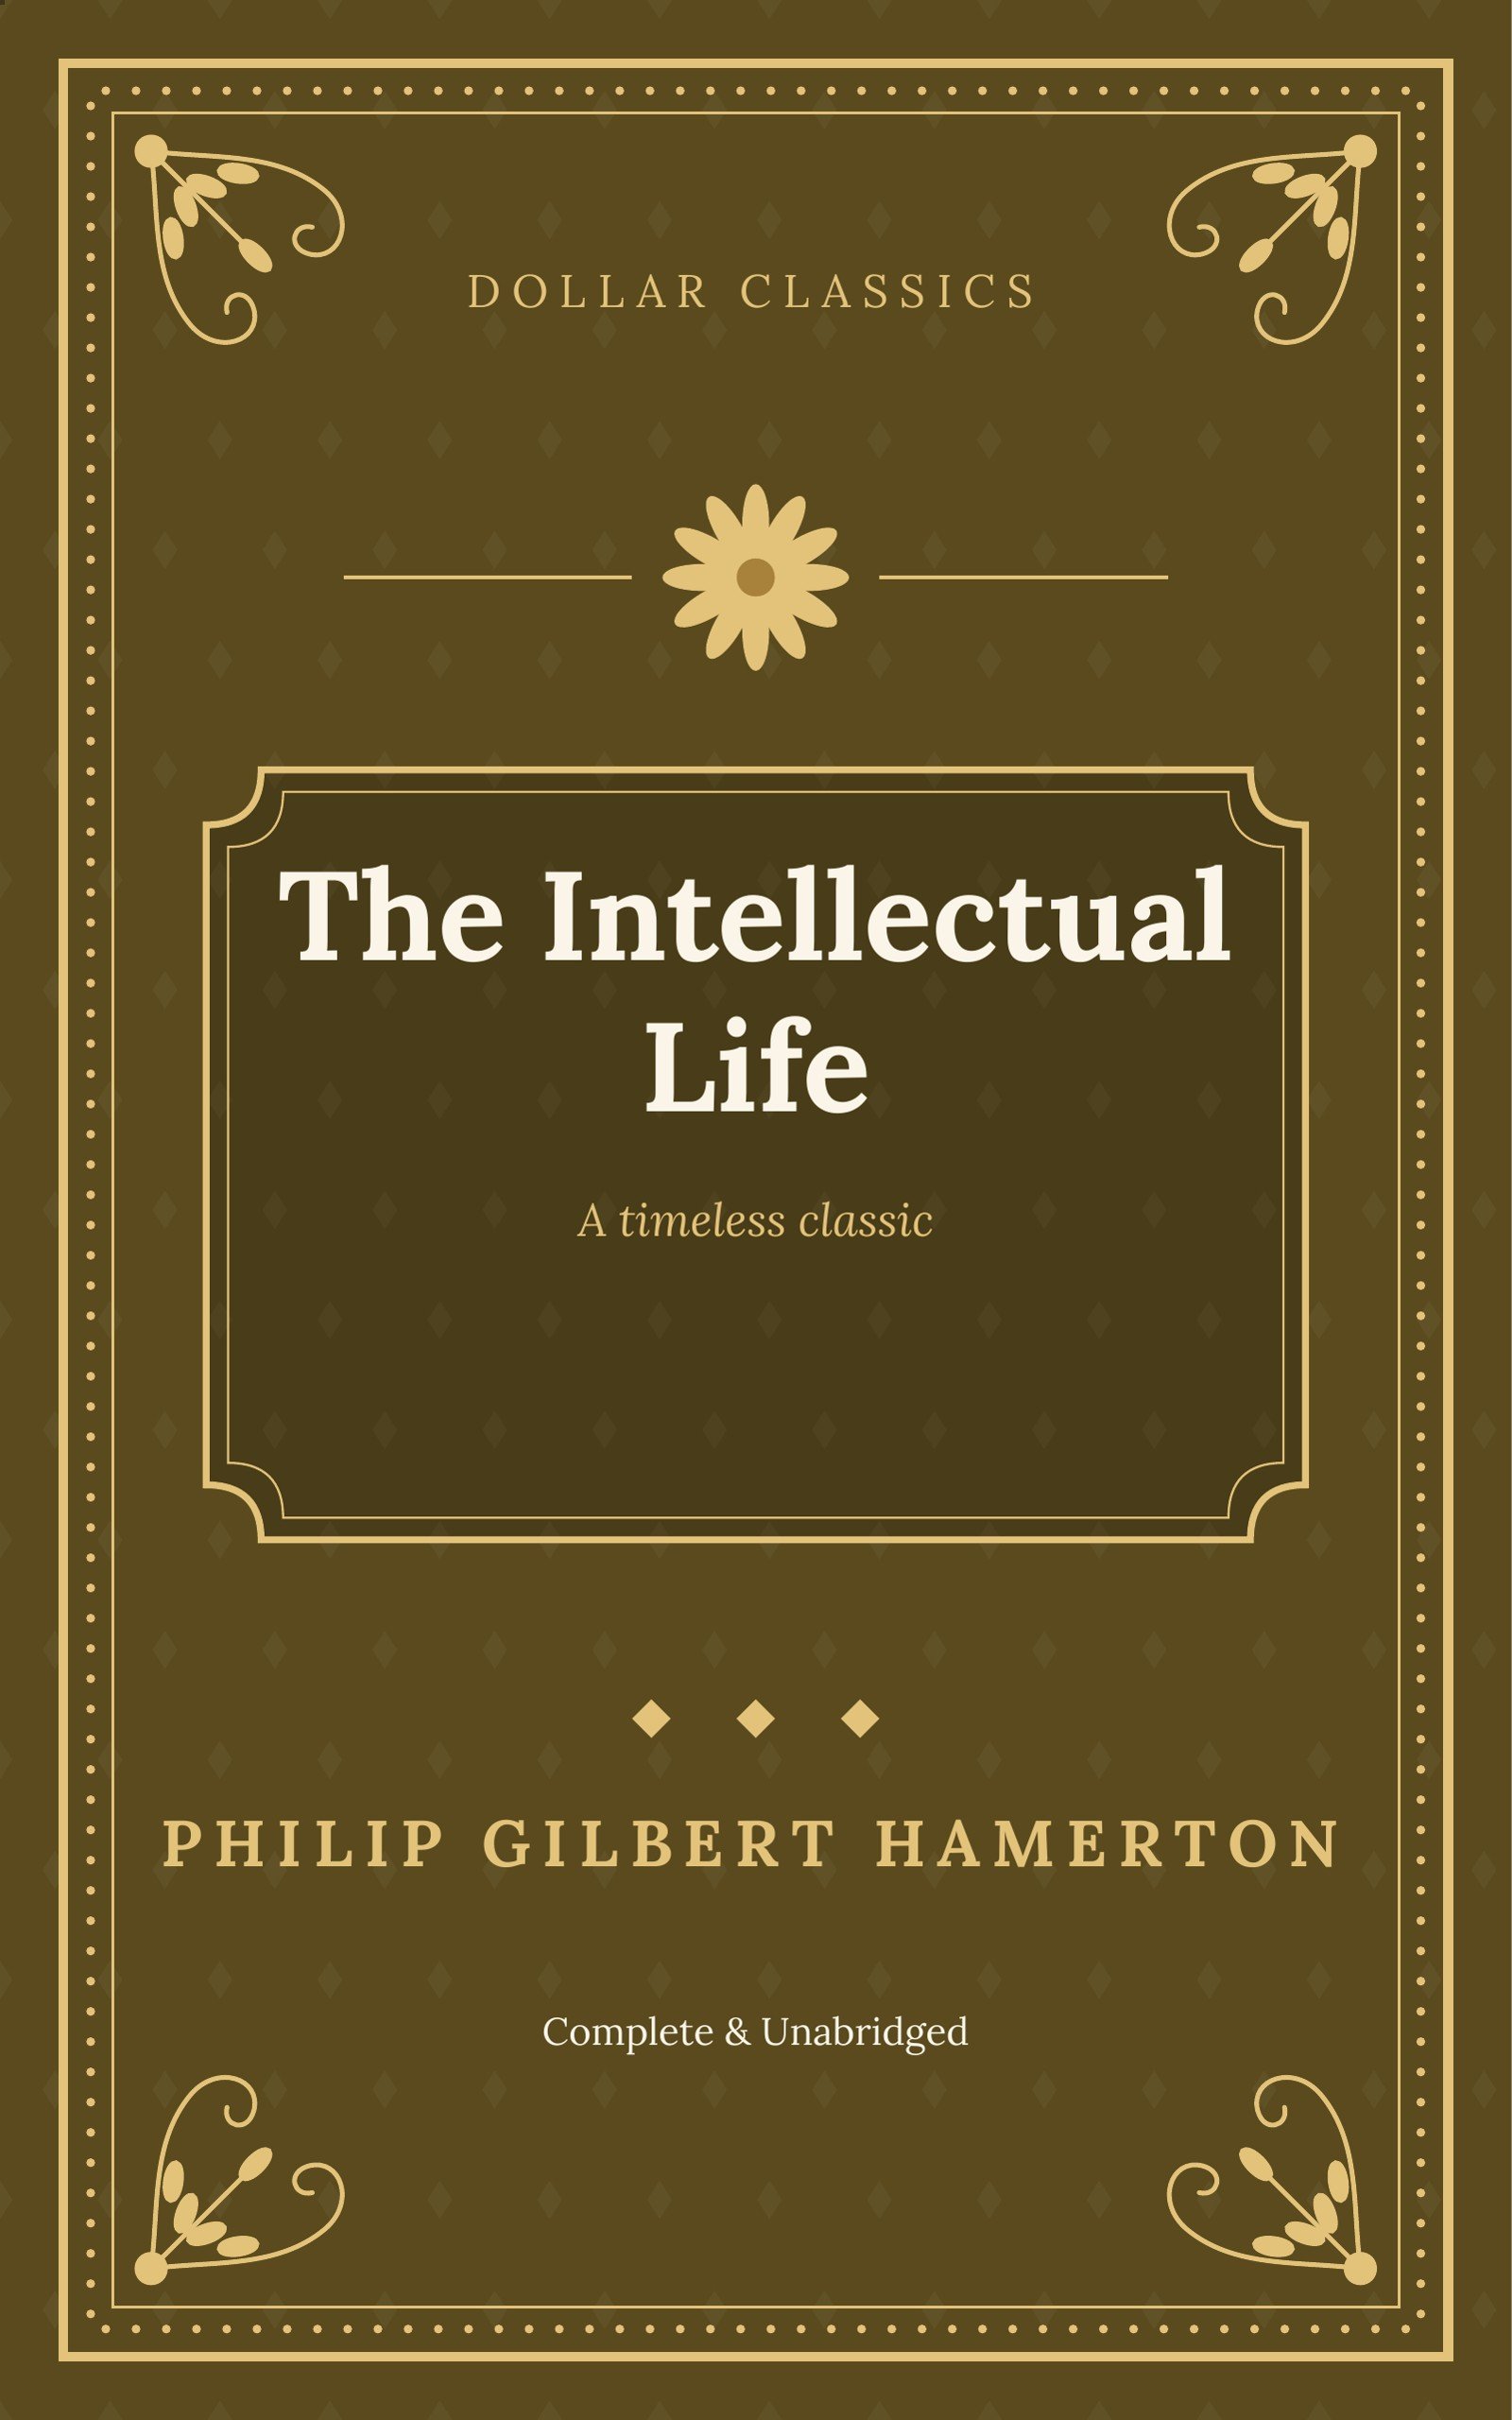 DOLLAR CLASSICS
The Intellectual
Life
A timeless classic
PHILIP GILBERT HAMERTON
Complete & Unabridged